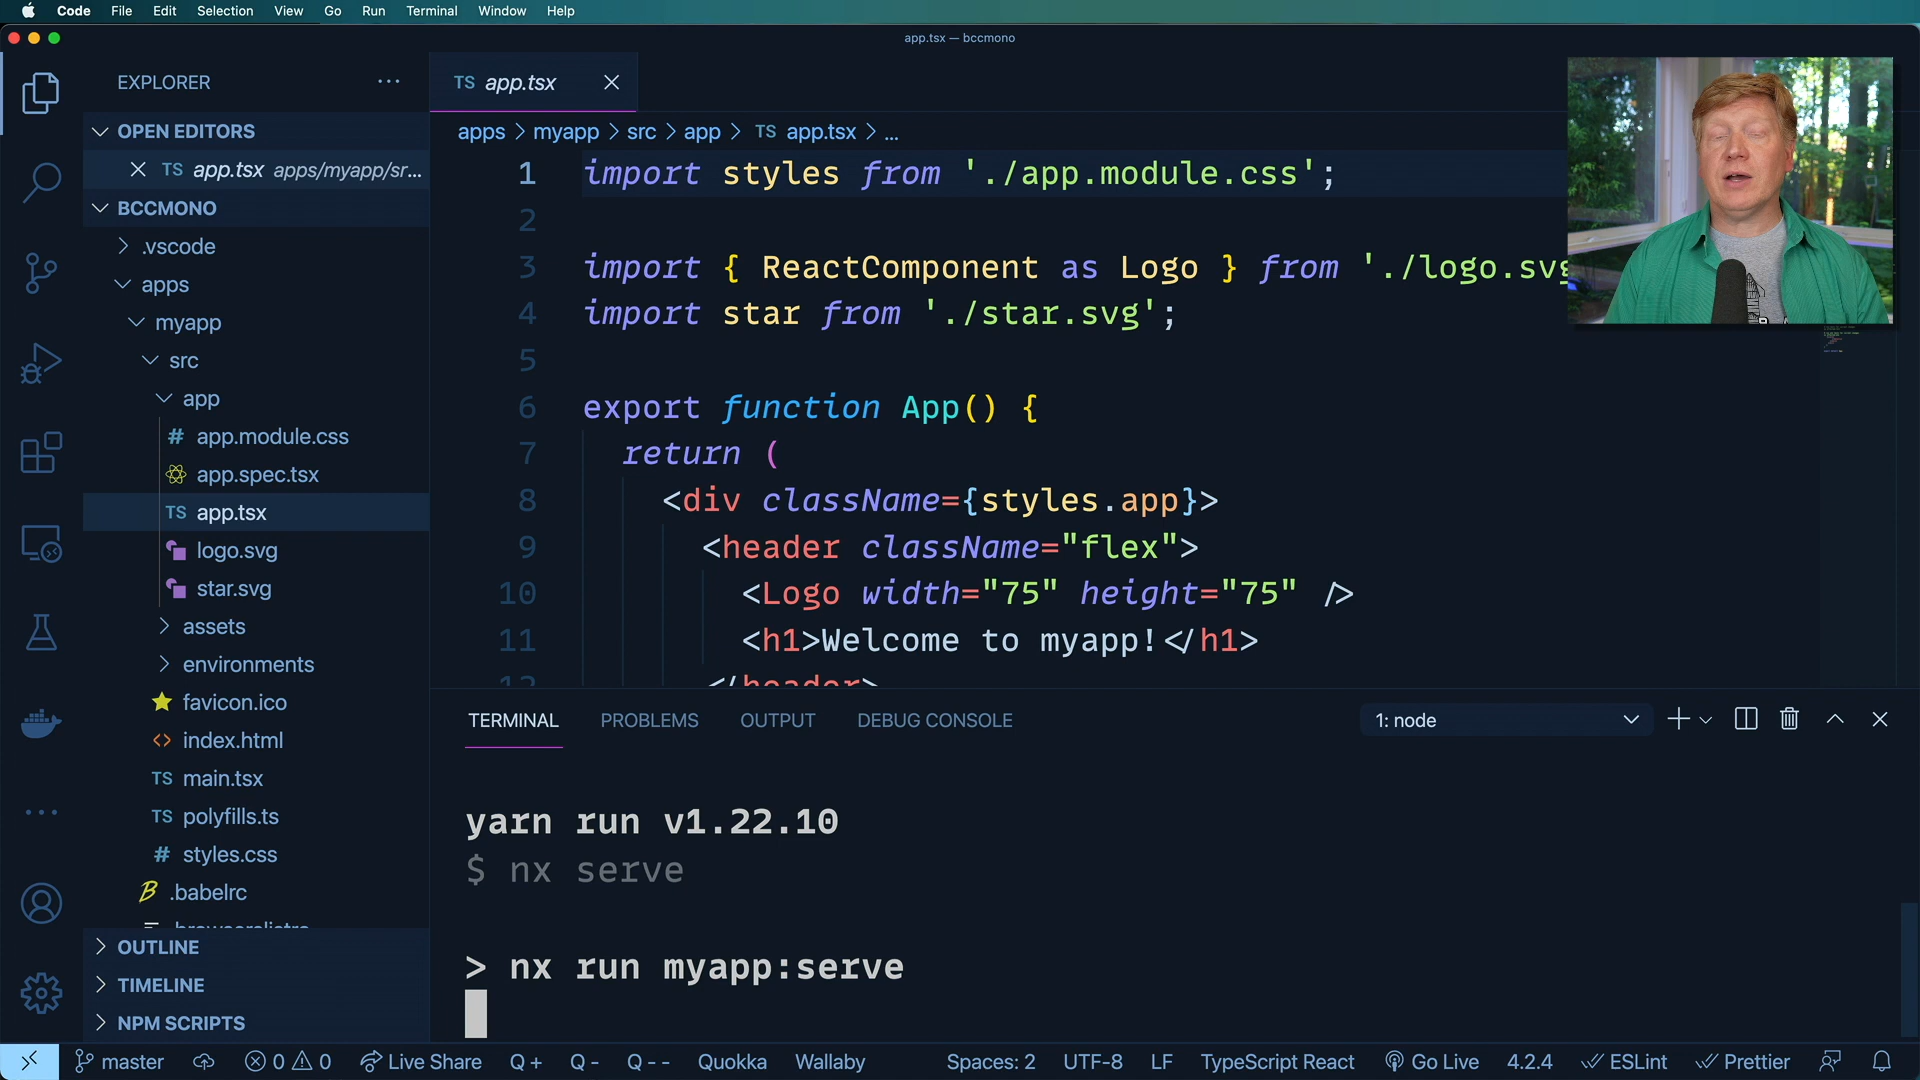 Code File Edit Selection View Go Run Terminal Window Help
app.tsx — bccmono
EXPLORER
OPEN EDITORS
TS app.tsx apps/myapp/sr...
BCCMONO
.vscode
apps
myapp
src
app
# app.module.css
app.spec.tsx
TS app.tsx
logo.svg
star.svg
assets
environments
favicon.ico
<> index.html
TS main.tsx
TS polyfills.ts
# styles.css
.babelrc
OUTLINE
TIMELINE
NPM SCRIPTS
TS app.tsx
apps > myapp > src > app > TS app.tsx > ...
1 import styles from './app.module.css';
2
3 import { ReactComponent as Logo } from './logo.svg
4 import star from './star.svg';
5
6 export function App() {
7 return (
8 <div className={styles.app}>
9 <header className="flex">
10 <Logo width="75" height="75" />
11 <h1>Welcome to myapp!</h1>
12 </header>
TERMINAL PROBLEMS OUTPUT DEBUG CONSOLE 1: node
yarn run v1.22.10
$ nx serve
> nx run myapp:serve
master 0 0 Live Share Q + Q - Q - - Quokka Wallaby Spaces: 2 UTF-8 LF TypeScript React Go Live 4.2.4 ESLint Prettier